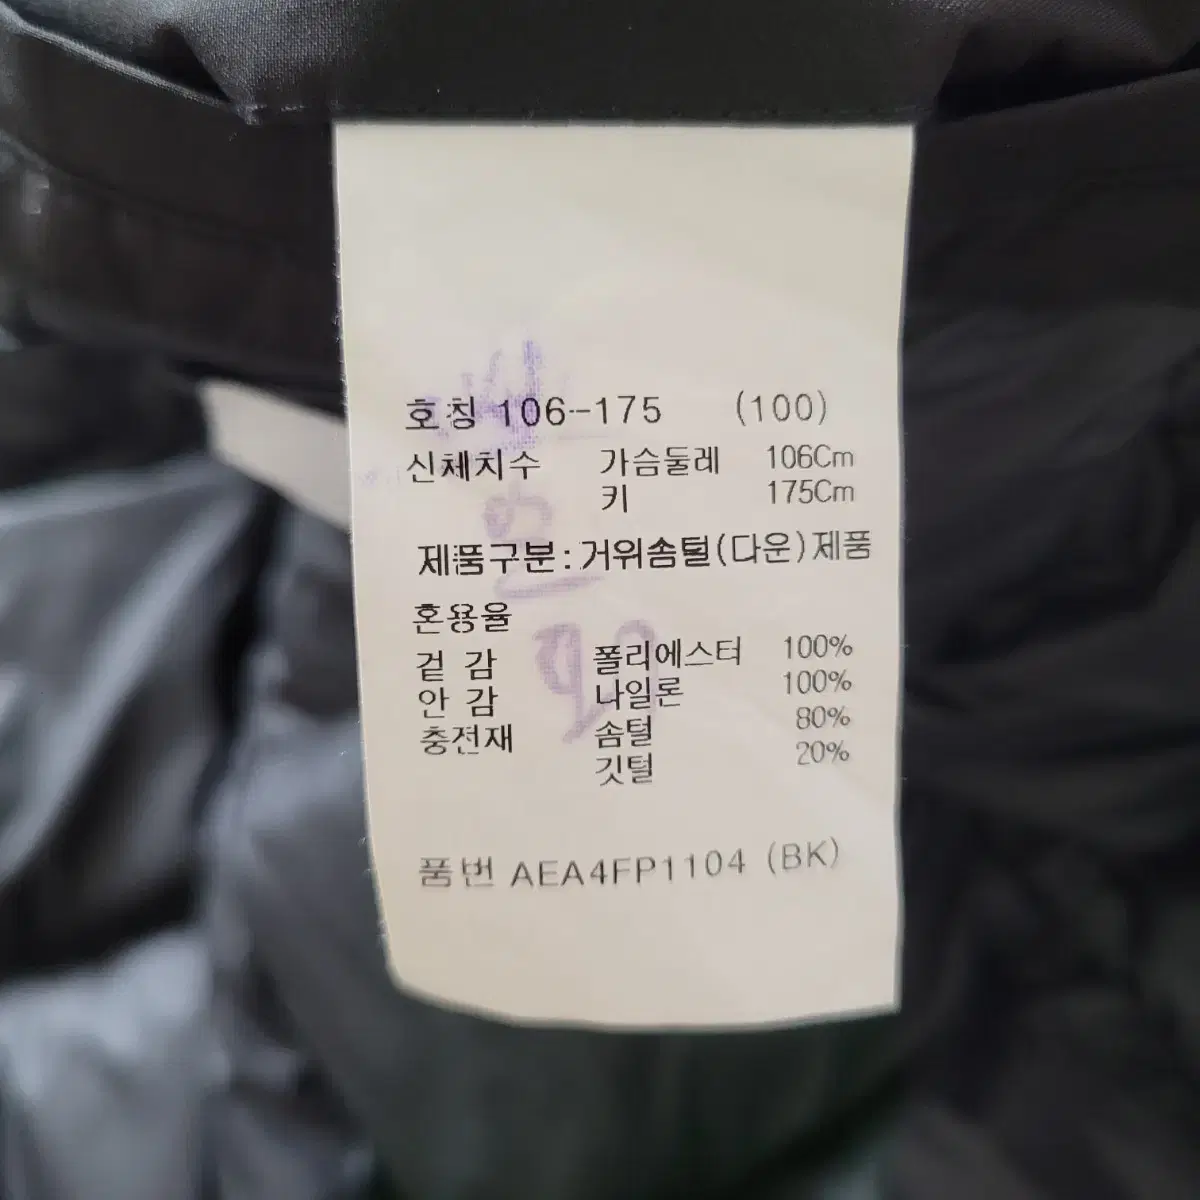 호칭 106-175 (100)
신체치수 가슴둘레 106Cm
키 175Cm
제품구분:거위솜털(다운)제품
혼용율
겉 감 폴리에스터 100%
안 감 나일론 100%
충전재 솜털 80%
깃털 20%
품번 AEA4FP1104 (BK)